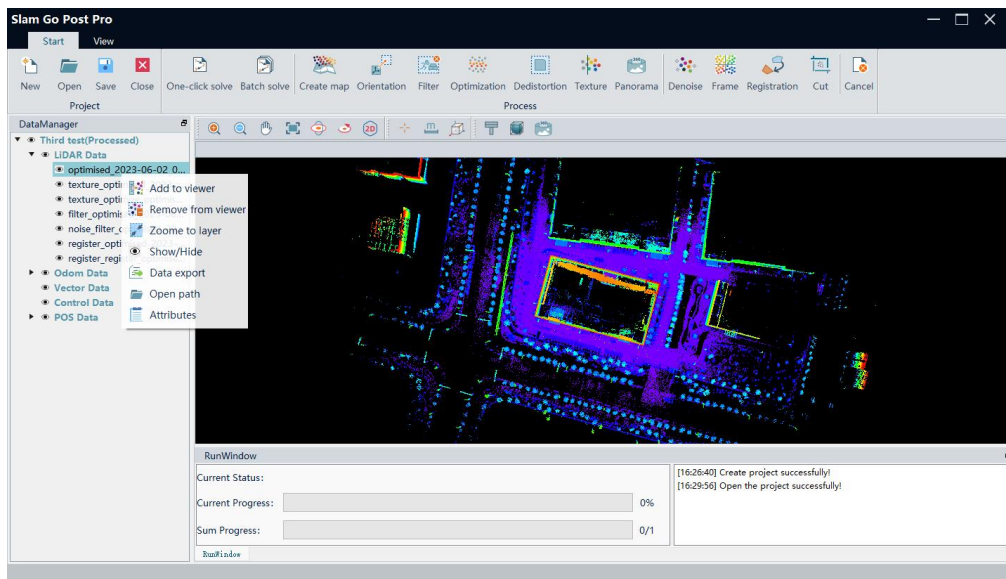 Slam Go Post Pro
Start View
New Open Save Close One-click solve Batch solve Create map Orientation Filter Optimization Dedistortion Texture Panorama Denoise Frame Registration Cut Cancel
Project Process
DataManager
Third test(Processed)
LiDAR Data
optimised_2023-06-02_0...
texture_opti
texture_opti
filter_optimis
noise_filter_o
register_opti
register_regi
Odom Data
Vector Data
Control Data
POS Data
Add to viewer
Remove from viewer
Zoome to layer
Show/Hide
Data export
Open path
Attributes
2D
RunWindow
Current Status:
Current Progress: 0%
Sum Progress: 0/1
[16:26:40] Create project successfully!
[16:29:56] Open the project successfully!
RunWindow